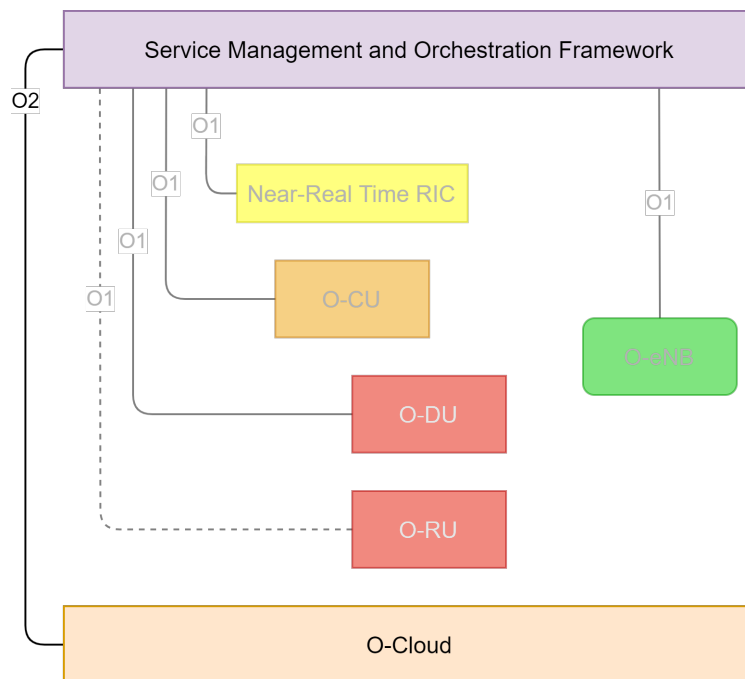 Service Management and Orchestration Framework
O2
O1
Near-Real Time RIC
O1
O1
O1
O-CU
O1
O-eNB
O-DU
O-RU
O-Cloud